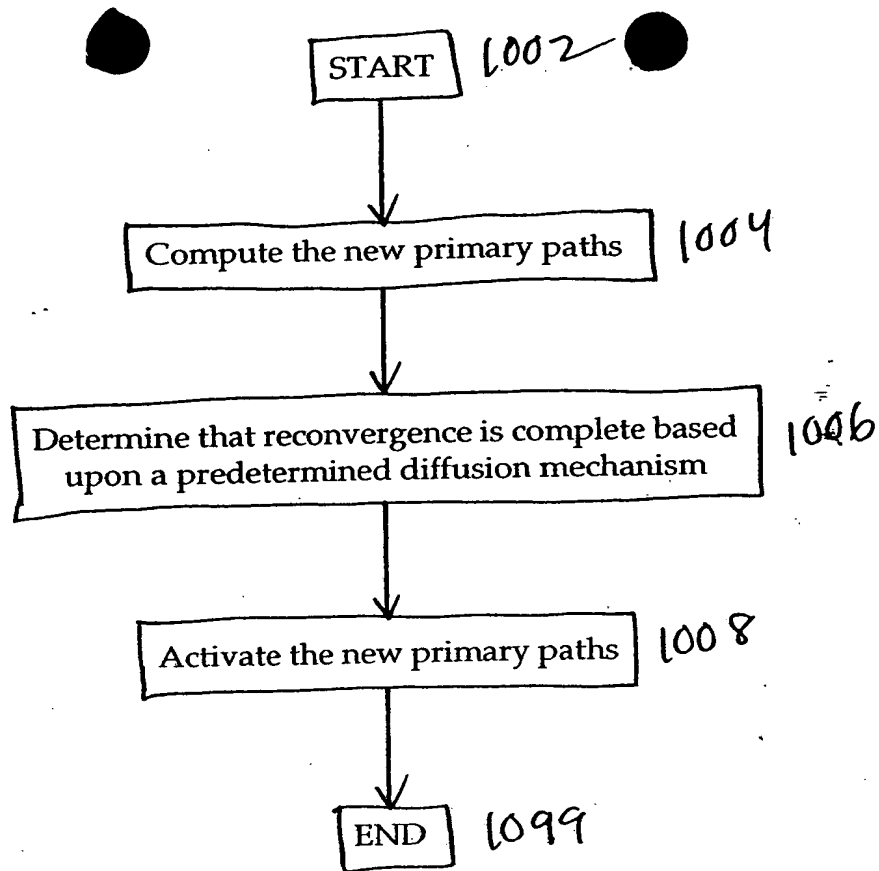 START 1002
Compute the new primary paths 1004
Determine that reconvergence is complete based
upon a predetermined diffusion mechanism 1006
Activate the new primary paths 1008
END 1099